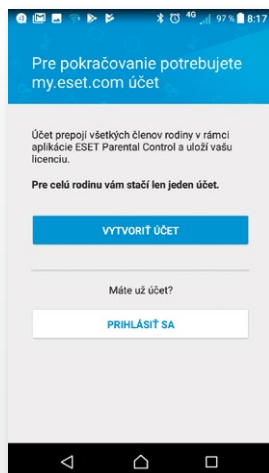 4G 97 % 8:17
Pre pokračovanie potrebujete
my.eset.com účet
Účet prepojí všetkých členov rodiny v rámci
aplikácie ESET Parental Control a uloží vašu
licenciu.
Pre celú rodinu vám stačí len jeden účet.
VYTVORIŤ ÚČET
Máte už účet?
PRIHLÁSIŤ SA